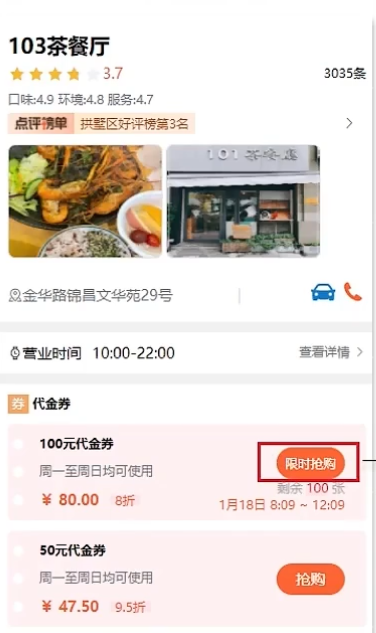 103茶餐厅
3.7
3035条
口味:4.9 环境:4.8 服务:4.7
点评榜单 拱墅区好评榜第3名
101茶咨店
金华路锦昌文华苑29号
营业时间 10:00-22:00
查看详情
券 代金券
100元代金券
限时抢购
周一至周日均可使用
剩余 100 张
¥ 80.00 8折
1月18日 8:09 ~ 12:09
50元代金券
周一至周日均可使用
抢购
¥ 47.50 9.5折